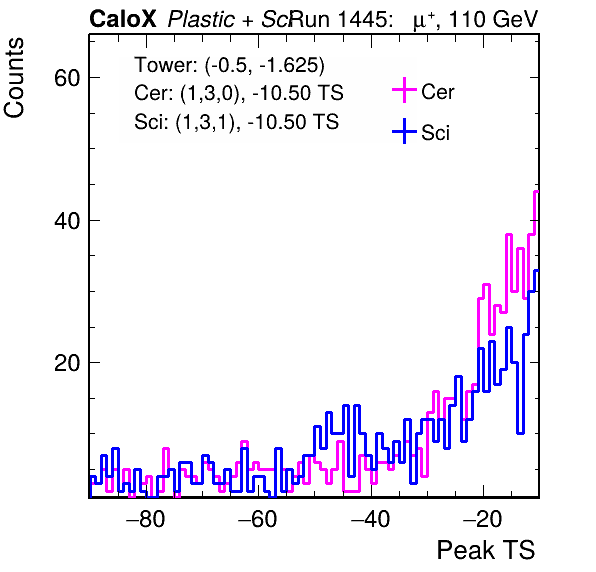 CaloX Plastic + SciRun 1445: μ⁺, 110 GeV
Counts
Tower: (-0.5, -1.625)
Cer: (1,3,0), -10.50 TS
Sci: (1,3,1), -10.50 TS
Cer
Sci
60
40
20
−80 −60 −40 −20
Peak TS